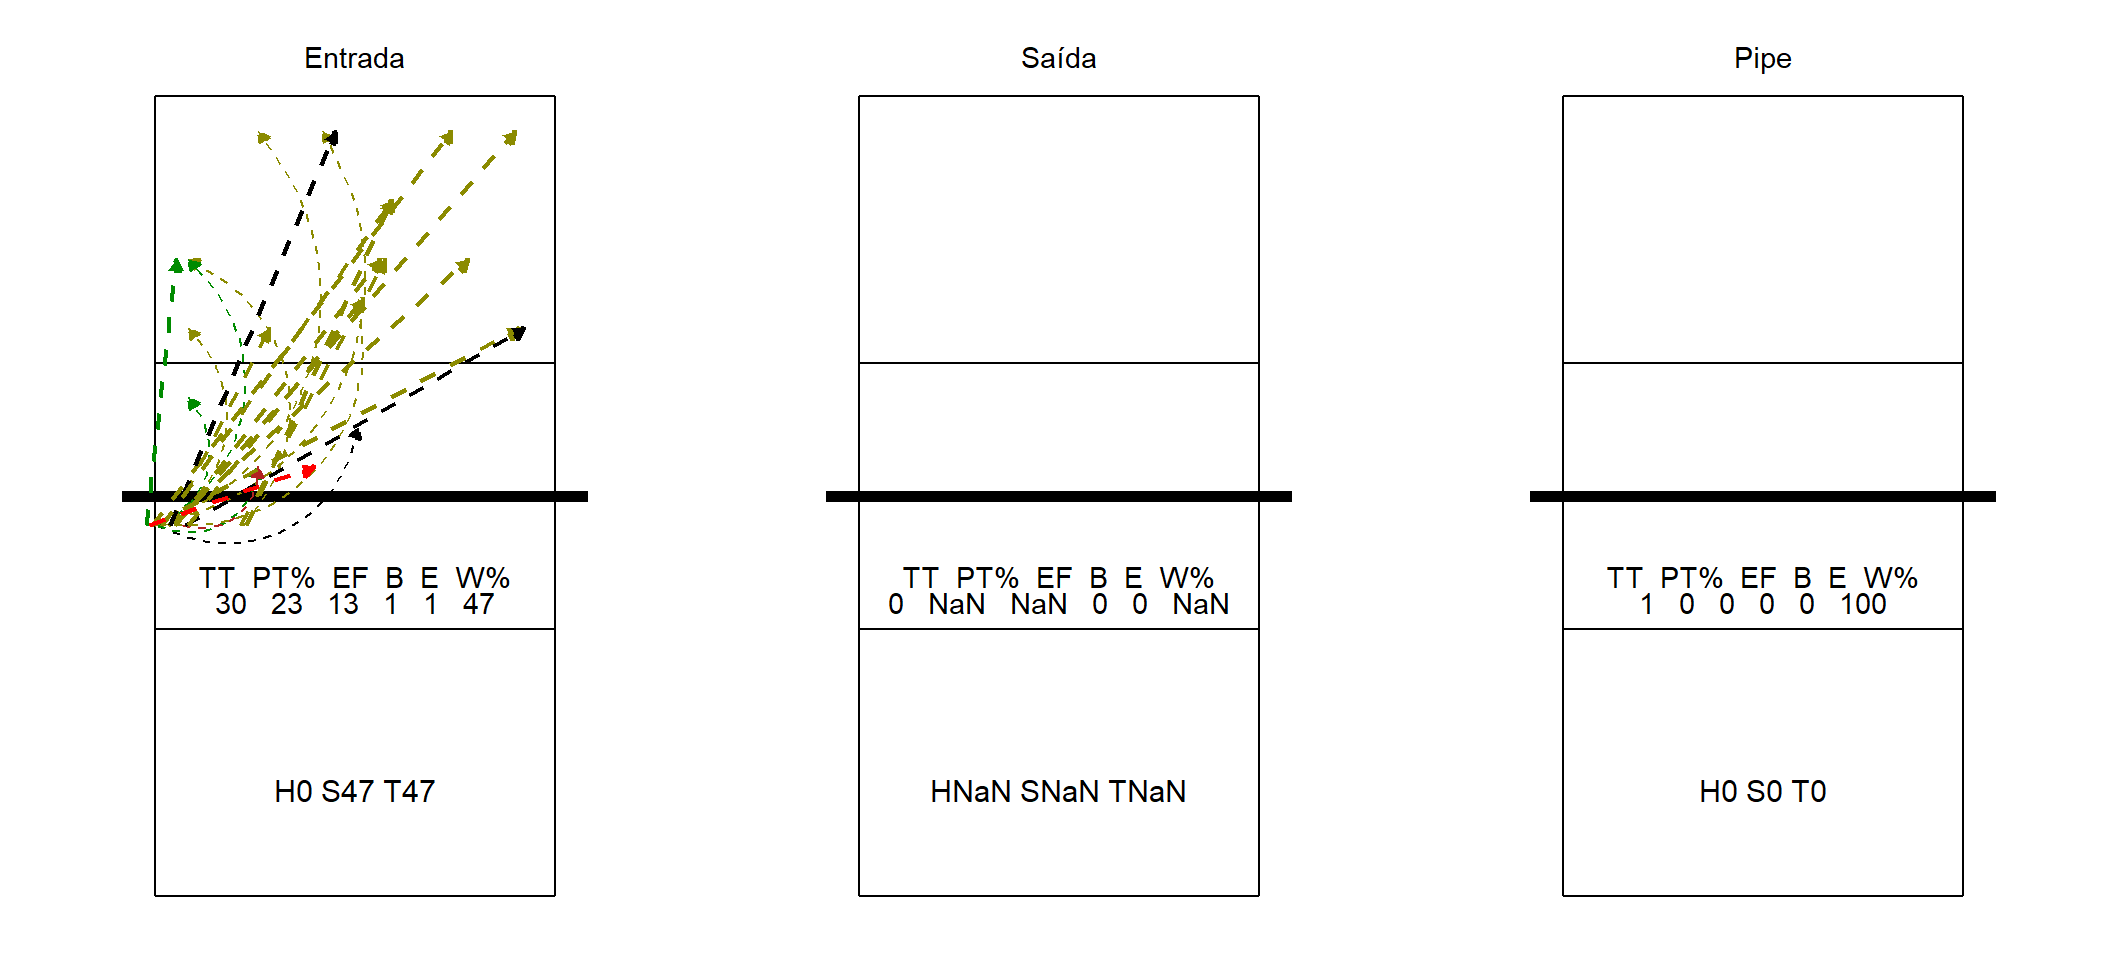 Entrada
Saída
Pipe
TT PT% EF B E W%
30 23 13 1 1 47
TT PT% EF B E W%
0 NaN NaN 0 0 NaN
TT PT% EF B E W%
1 0 0 0 0 100
H0 S47 T47
HNaN SNaN TNaN
H0 S0 T0